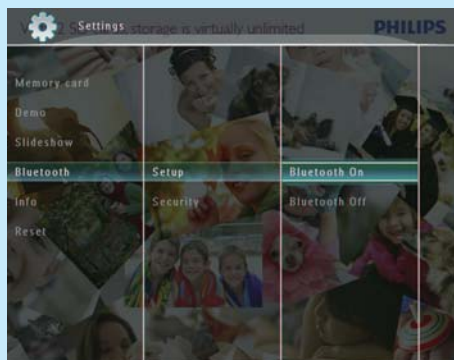 Settings
storage is virtually unlimited
PHILIPS
Memory card
Demo
Slideshow
Bluetooth
Setup
Bluetooth On
Info
Security
Bluetooth Off
Reset